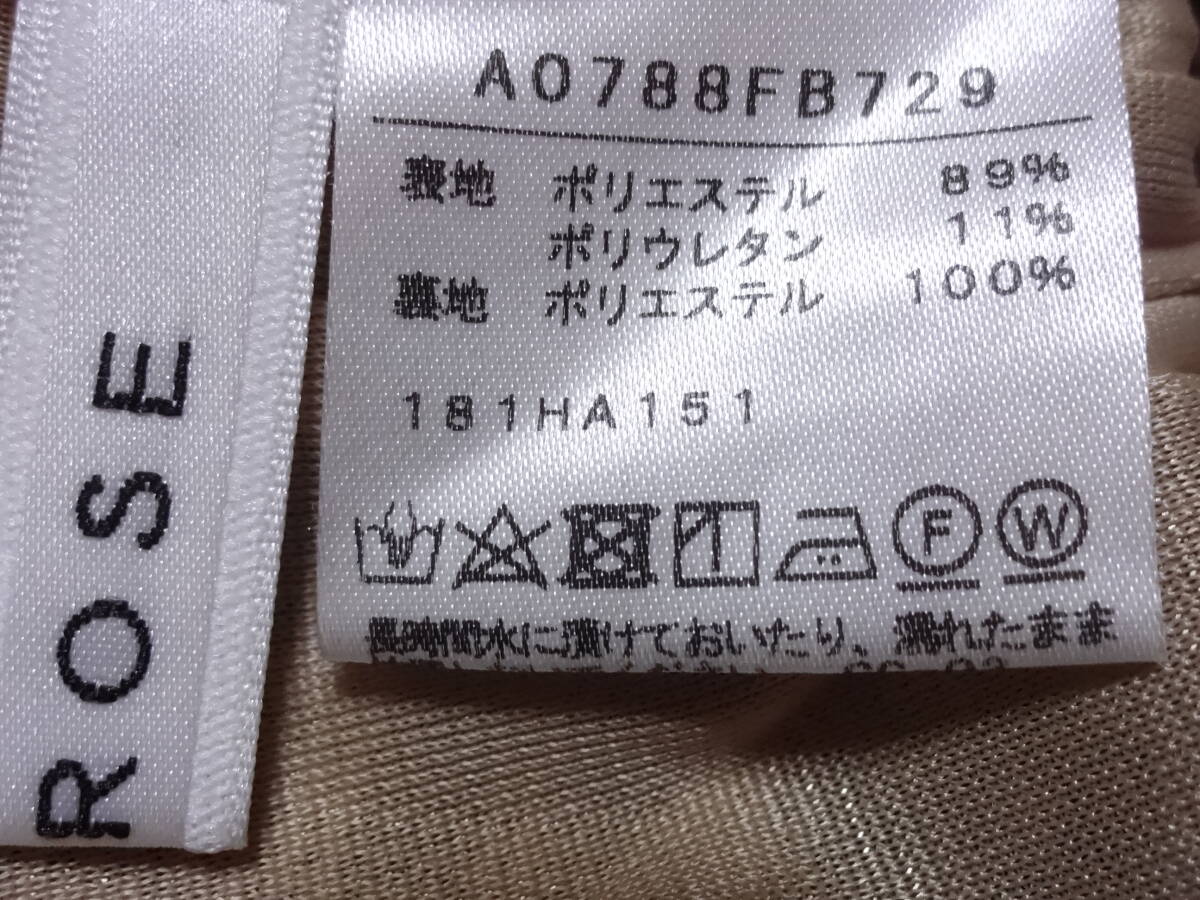 ROSE
A0788FB729
表地 ポリエステル 89%
ポリウレタン 11%
裏地 ポリエステル 100%
181HA151
F W
長時間水に漬けておいたり、濡れたまま